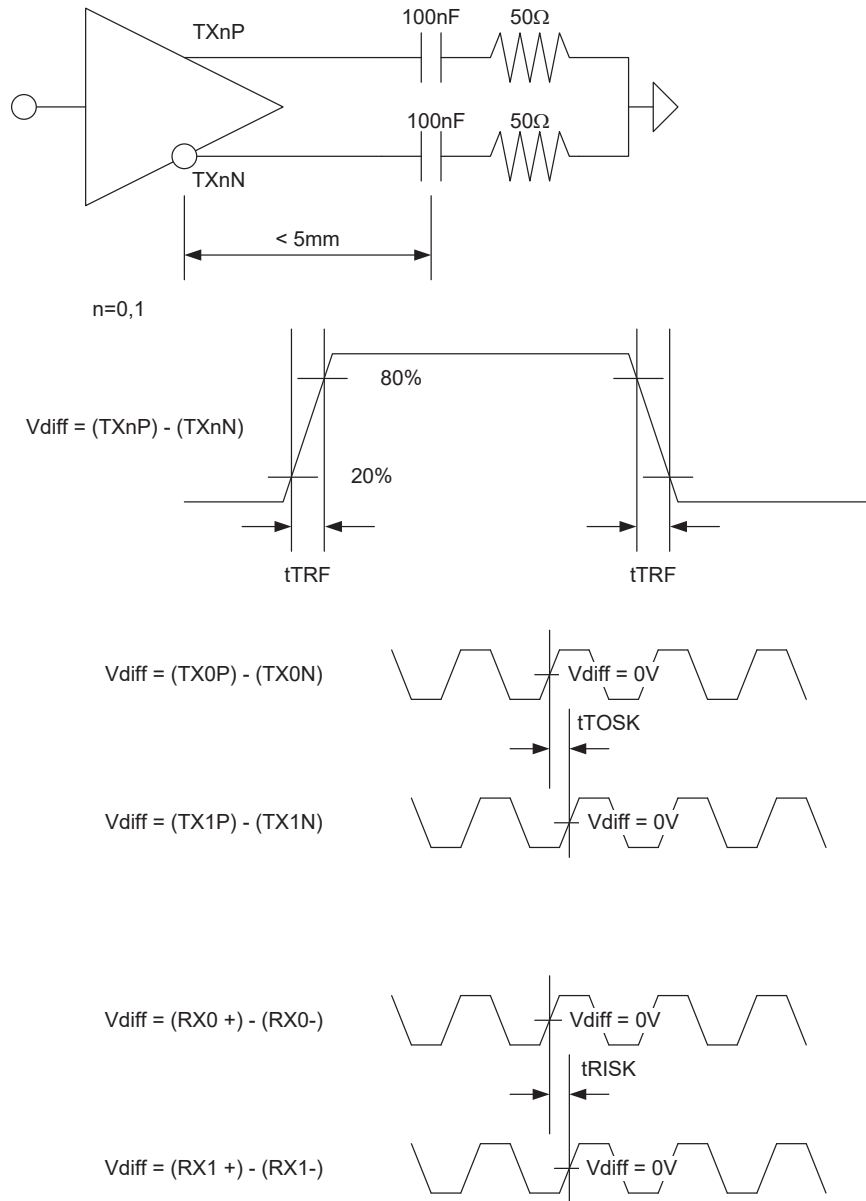 TXnP
100nF
50Ω
100nF
50Ω
TXnN
< 5mm
n=0,1
80%
Vdiff = (TXnP) - (TXnN)
20%
tTRF
tTRF
Vdiff = (TX0P) - (TX0N)
Vdiff = 0V
tTOSK
Vdiff = (TX1P) - (TX1N)
Vdiff = 0V
Vdiff = (RX0 +) - (RX0-)
Vdiff = 0V
tRISK
Vdiff = (RX1 +) - (RX1-)
Vdiff = 0V